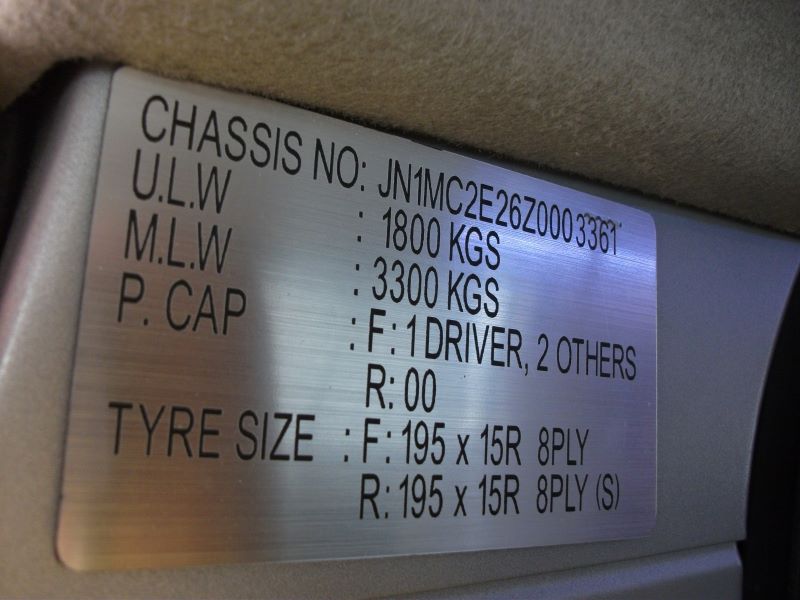 CHASSIS NO: JN1MC2E26Z0003361
U.L.W : 1800 KGS
M.L.W : 3300 KGS
P. CAP : F: 1 DRIVER, 2 OTHERS
R: 00
TYRE SIZE : F: 195 x 15R 8PLY
R: 195 x 15R 8PLY (S)